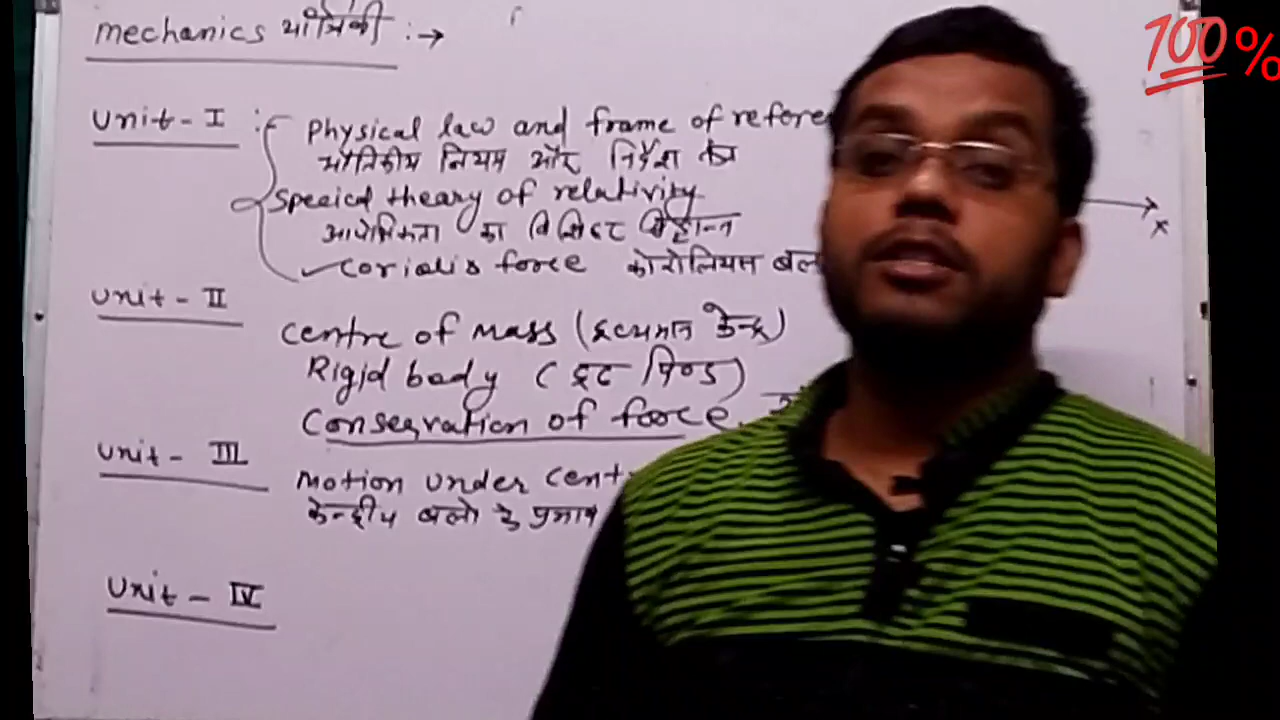 mechanics यांत्रिकी :→
100%
Unit - I :- Physical law and frame of refere
भौतिकीय नियम और निर्देश तंत्र
Speical theary of relativity
आपेक्षिकता का विशिष्ट सिद्धान्त
✓corialis force कोरोलियस बल
x
Unit - II
Centre of mass (द्रव्यमान केन्द्र)
Rigid body (दृढ पिण्ड)
Conservation of force
Unit - III
Motion under cent
केन्द्रीय बलो के प्रभाव
Unit - IV